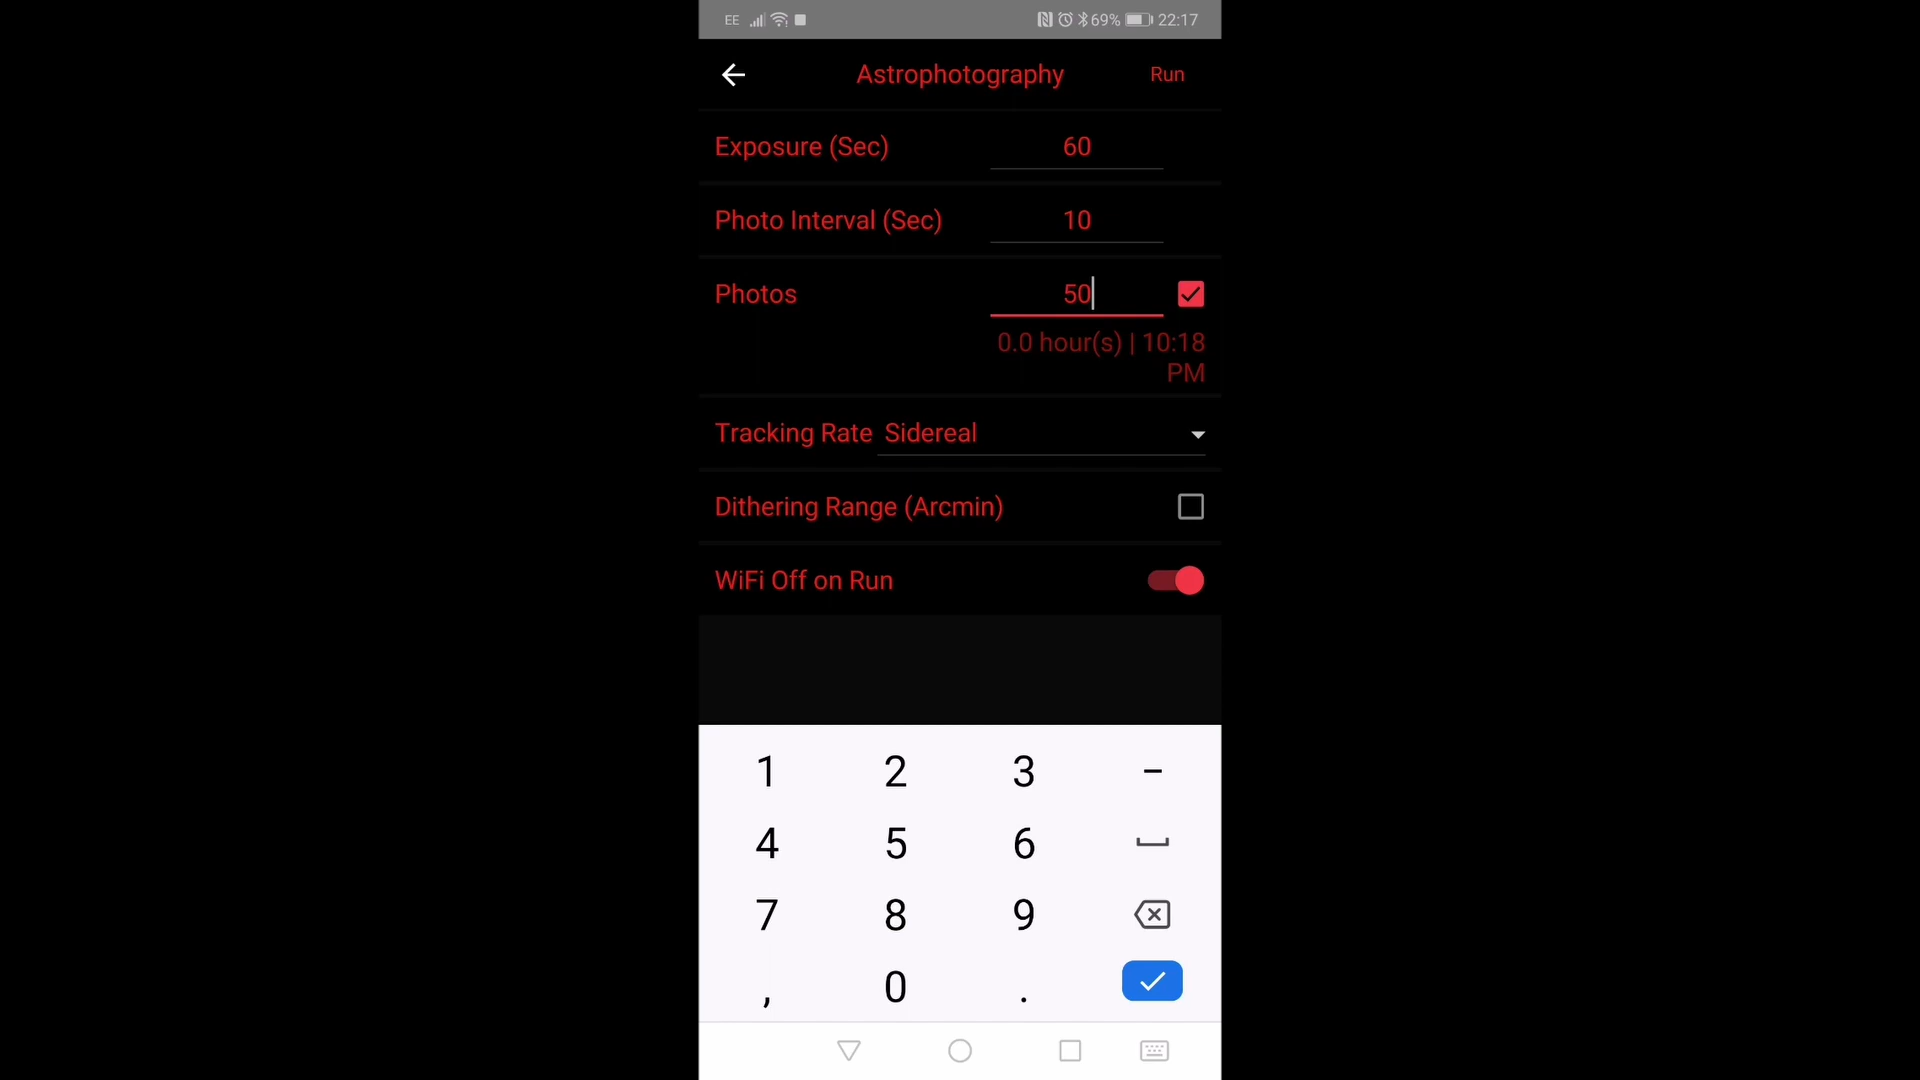 EE 69% 22:17
Astrophotography Run
Exposure (Sec) 60
Photo Interval (Sec) 10
Photos 50
0.0 hour(s) | 10:18
PM
Tracking Rate Sidereal
Dithering Range (Arcmin)
WiFi Off on Run
1 2 3 –
4 5 6
7 8 9
, 0 .